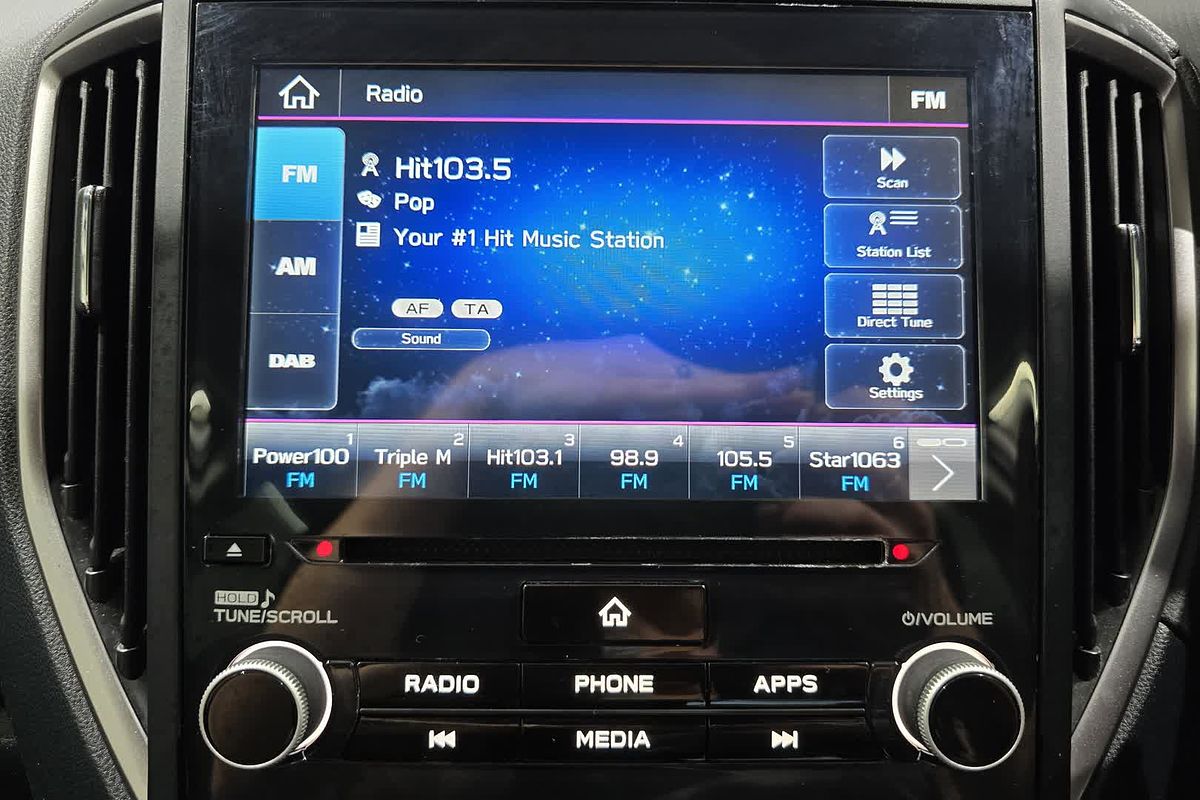 Radio
FM
FM
AM
DAB
Hit103.5
Pop
Your #1 Hit Music Station
AF TA
Sound
Scan
Station List
Direct Tune
Settings
1
Power100
FM
2
Triple M
FM
3
Hit103.1
FM
4
98.9
FM
5
105.5
FM
6
Star1063
FM
HOLD
TUNE/SCROLL
/VOLUME
RADIO
PHONE
APPS
MEDIA